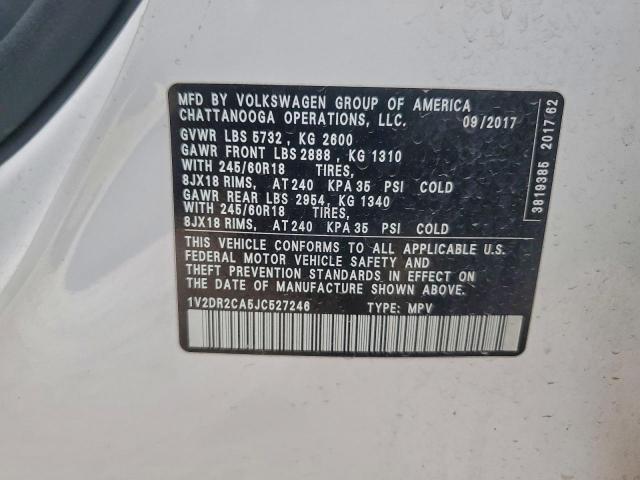 MFD BY VOLKSWAGEN GROUP OF AMERICA
CHATTANOOGA OPERATIONS, LLC. 09/2017
GVWR LBS 5732 , KG 2600
GAWR FRONT LBS 2888 , KG 1310
WITH 245/60R18 TIRES,
8JX18 RIMS, AT 240 KPA 35 PSI COLD
GAWR REAR LBS 2954, KG 1340
WITH 245/60R18 TIRES,
8JX18 RIMS, AT 240 KPA 35 PSI COLD
THIS VEHICLE CONFORMS TO ALL APPLICABLE U.S.
FEDERAL MOTOR VEHICLE SAFETY AND
THEFT PREVENTION STANDARDS IN EFFECT ON
THE DATE OF MANUFACTURE SHOWN ABOVE.
1V2DR2CA5JC527246 TYPE: MPV
3819385 2017 62